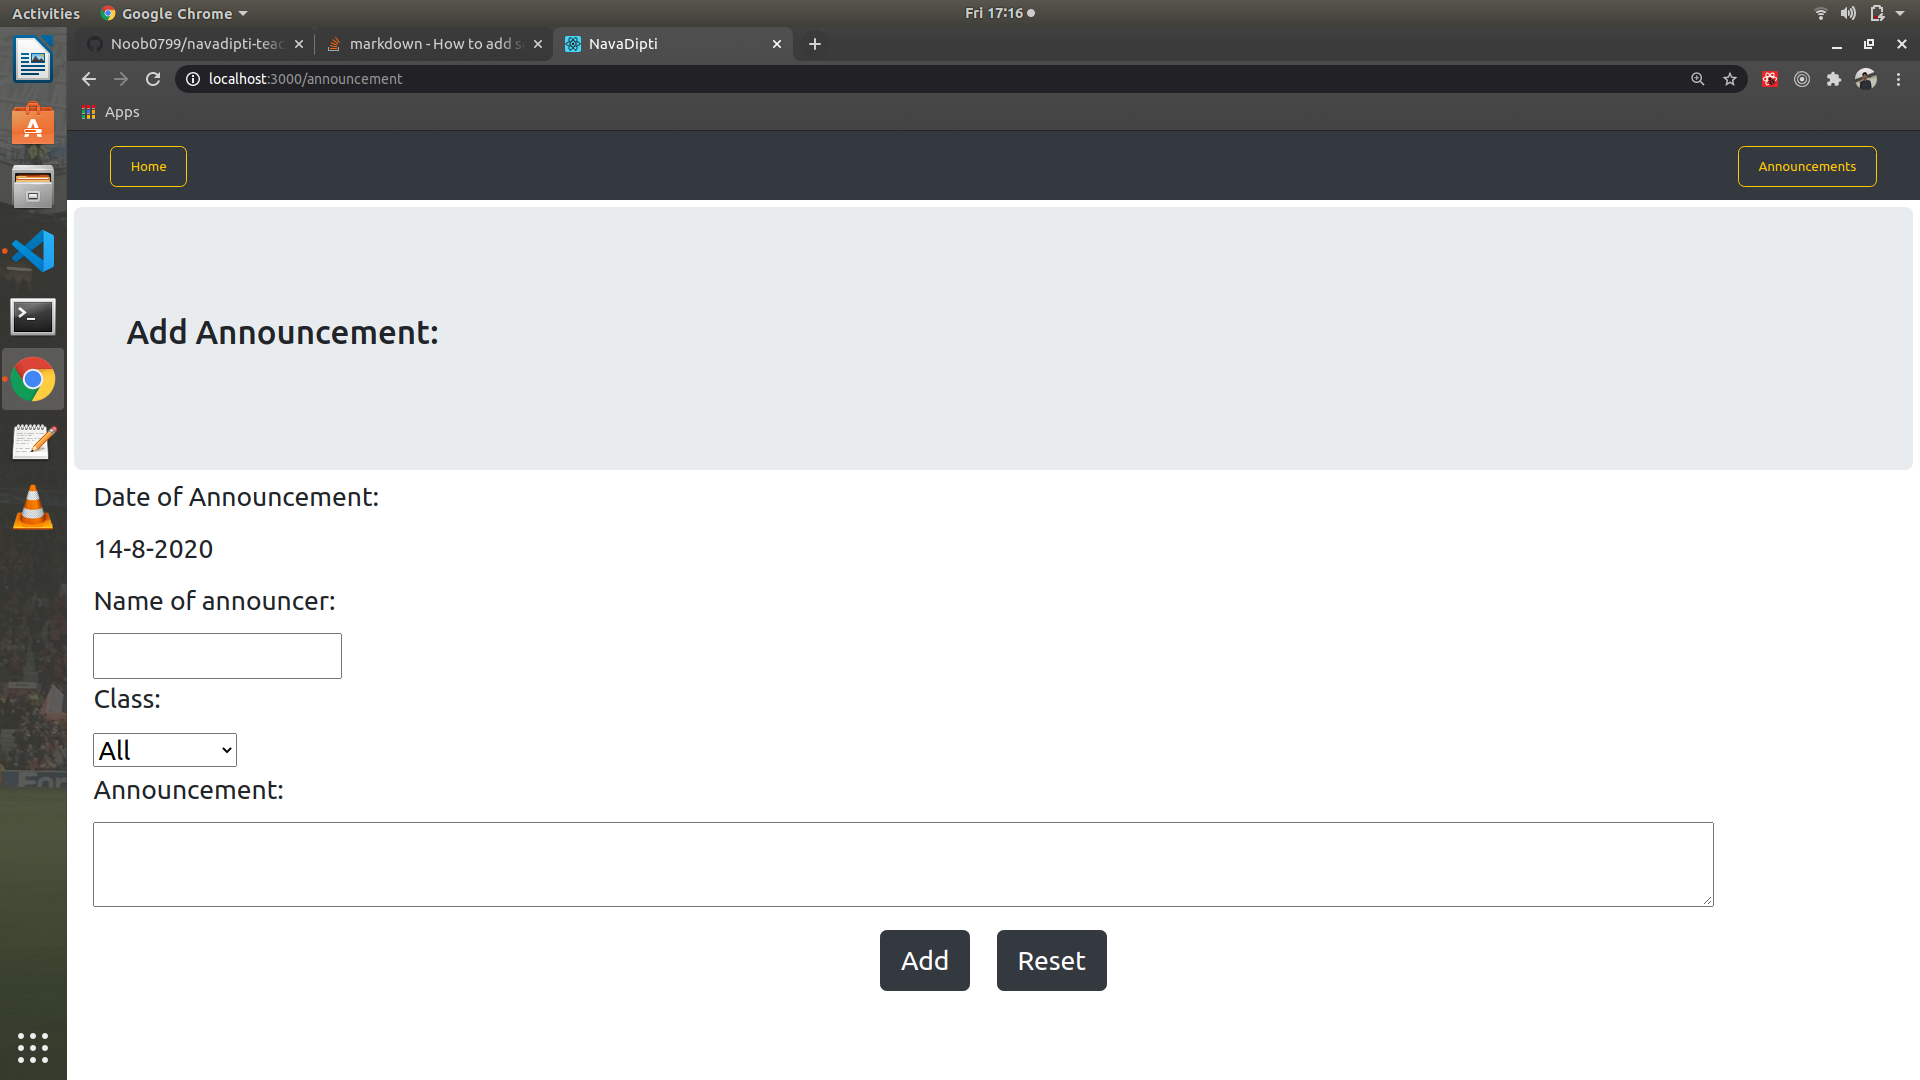 Activities Google Chrome Fri 17:16
Noob0799/navadipti-teac markdown - How to add s NavaDipti
localhost:3000/announcement
Apps
Home Announcements
Add Announcement:
Date of Announcement:
14-8-2020
Name of announcer:
Class:
All
Announcement:
Add Reset